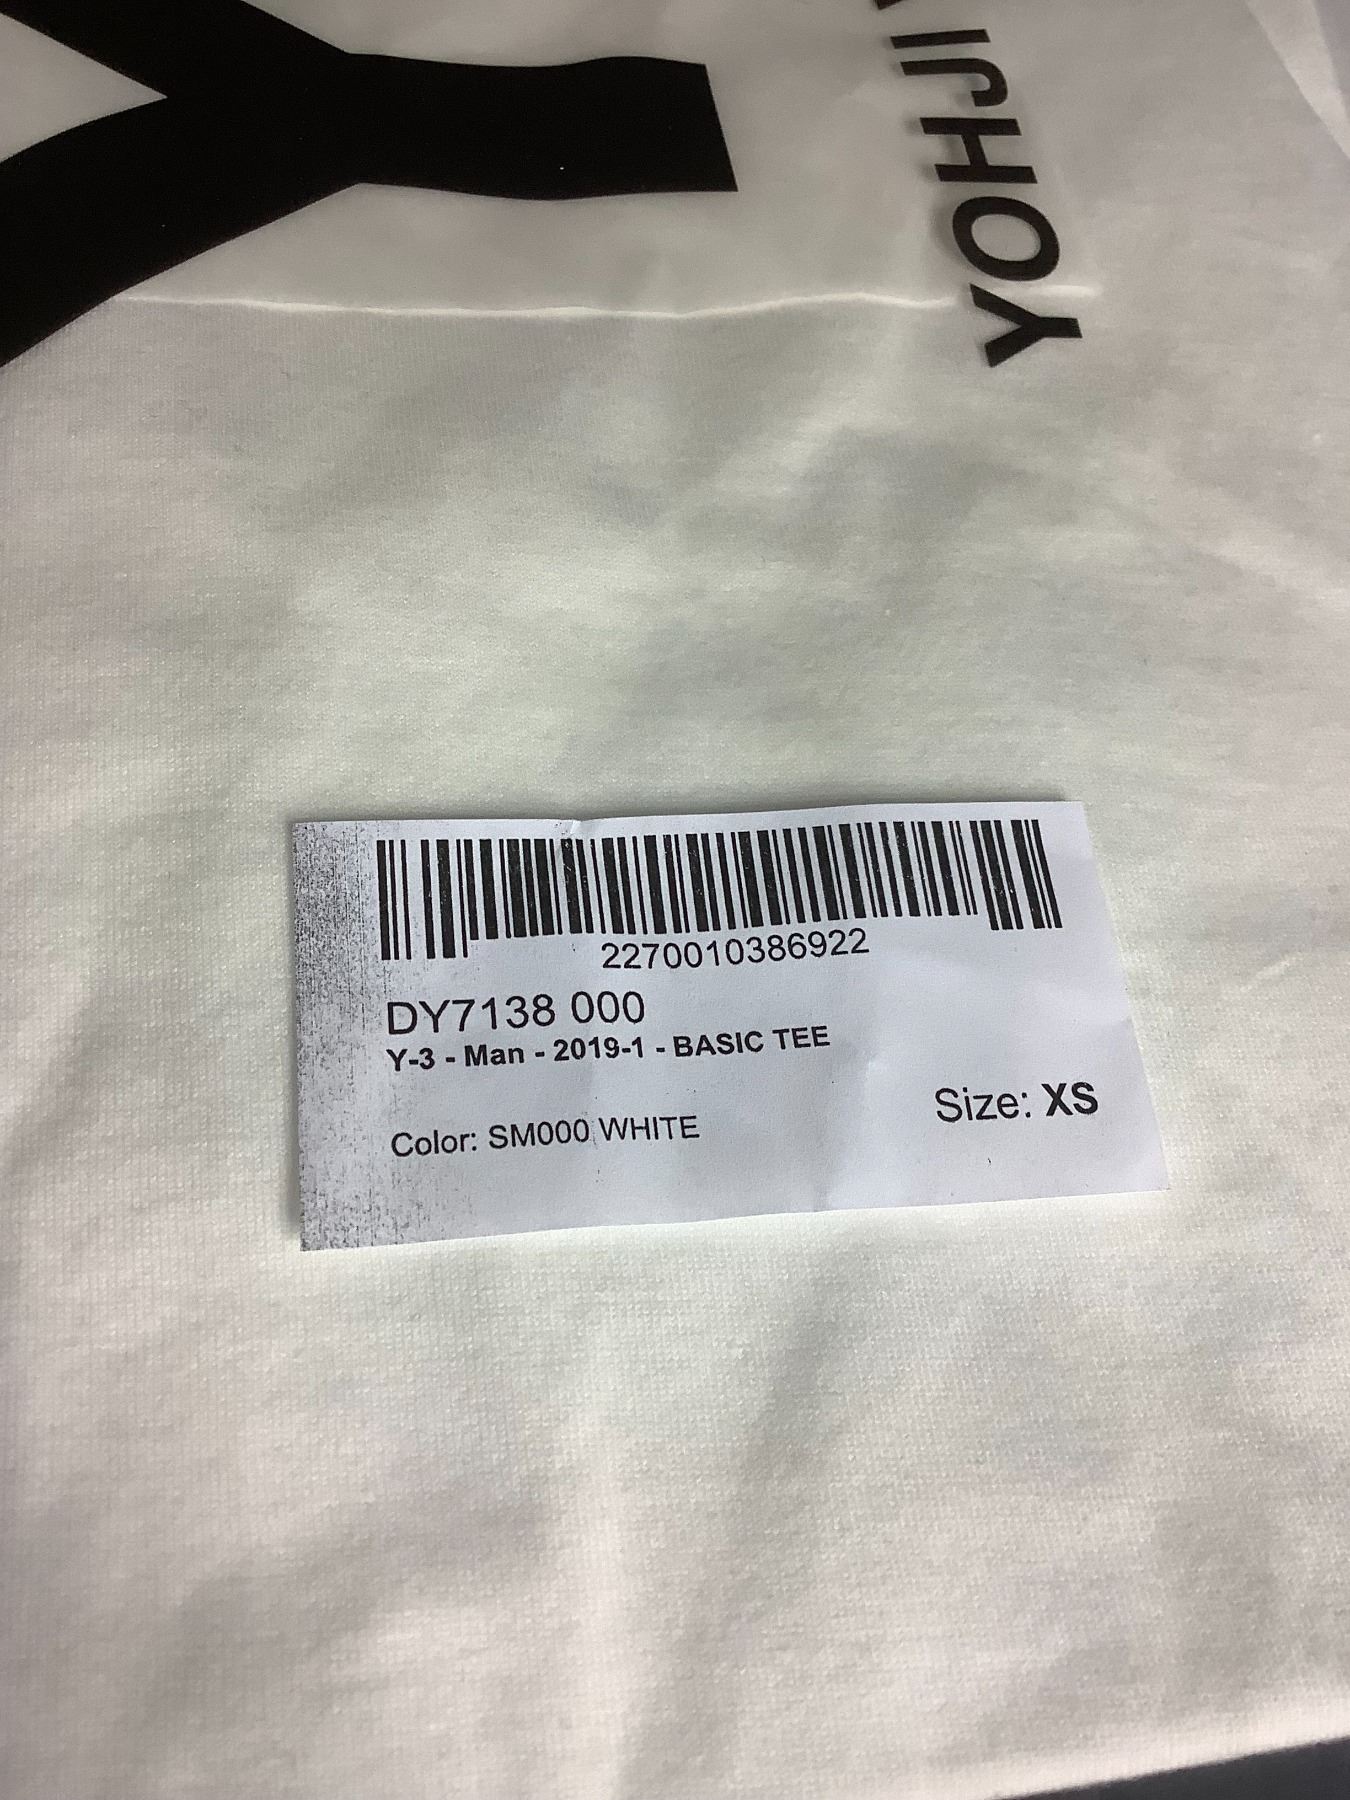 Y
YOHJI
2270010386922
DY7138 000
Y-3 - Man - 2019-1 - BASIC TEE
Color: SM000 WHITE
Size: XS